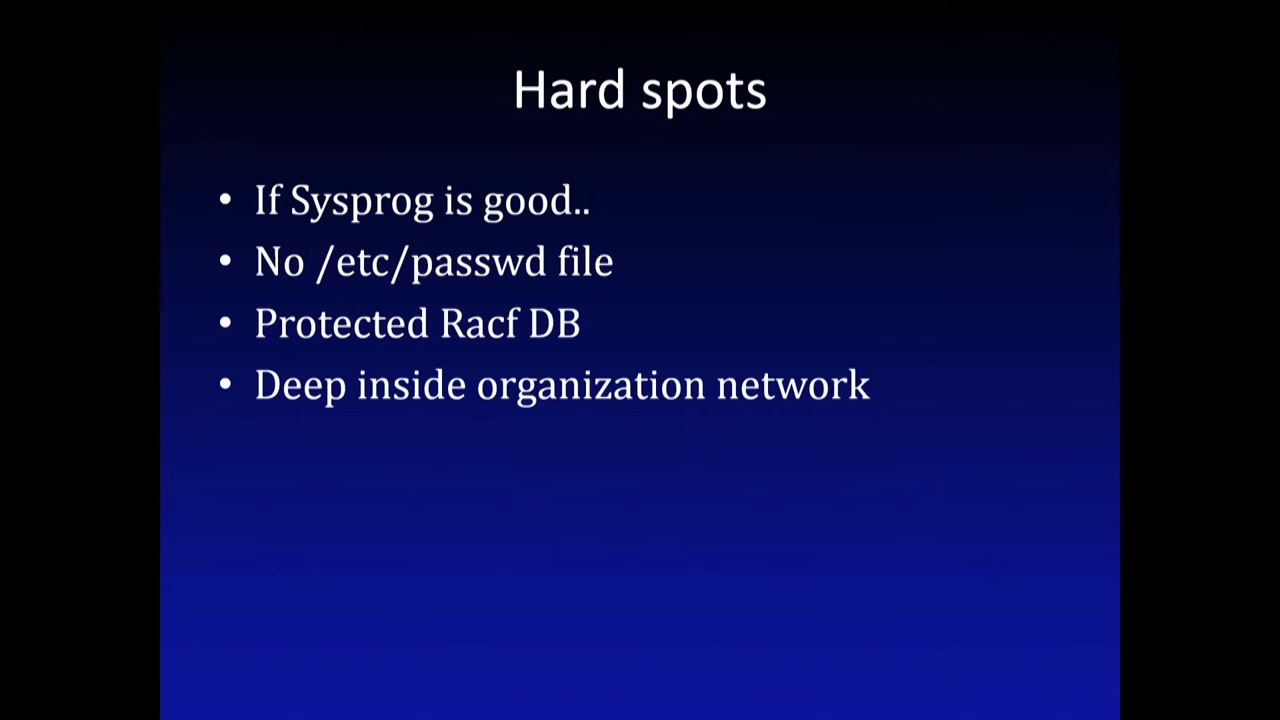 Hard spots
• If Sysprog is good..
• No /etc/passwd file
• Protected Racf DB
• Deep inside organization network